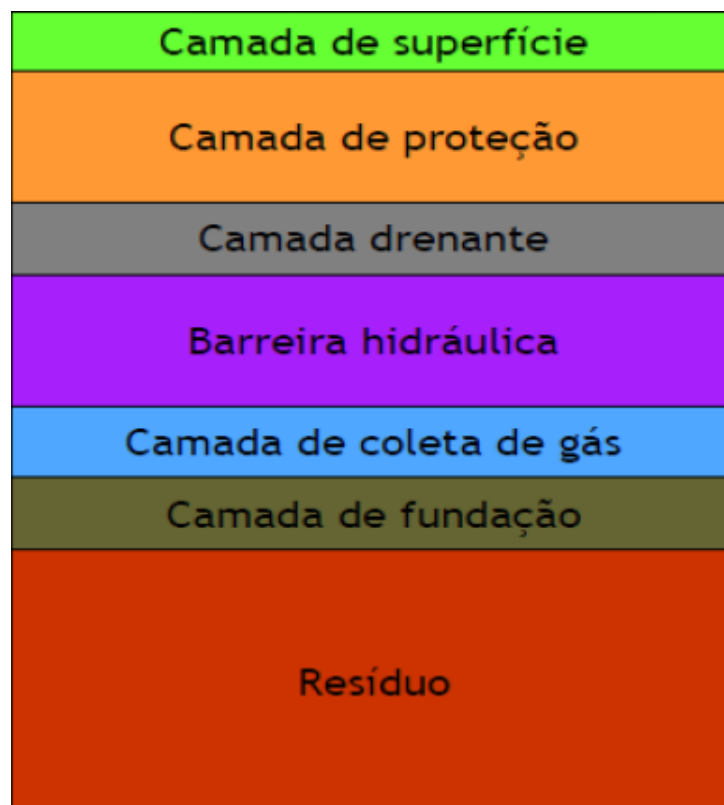 Camada de superfície
Camada de proteção
Camada drenante
Barreira hidráulica
Camada de coleta de gás
Camada de fundação
Resíduo